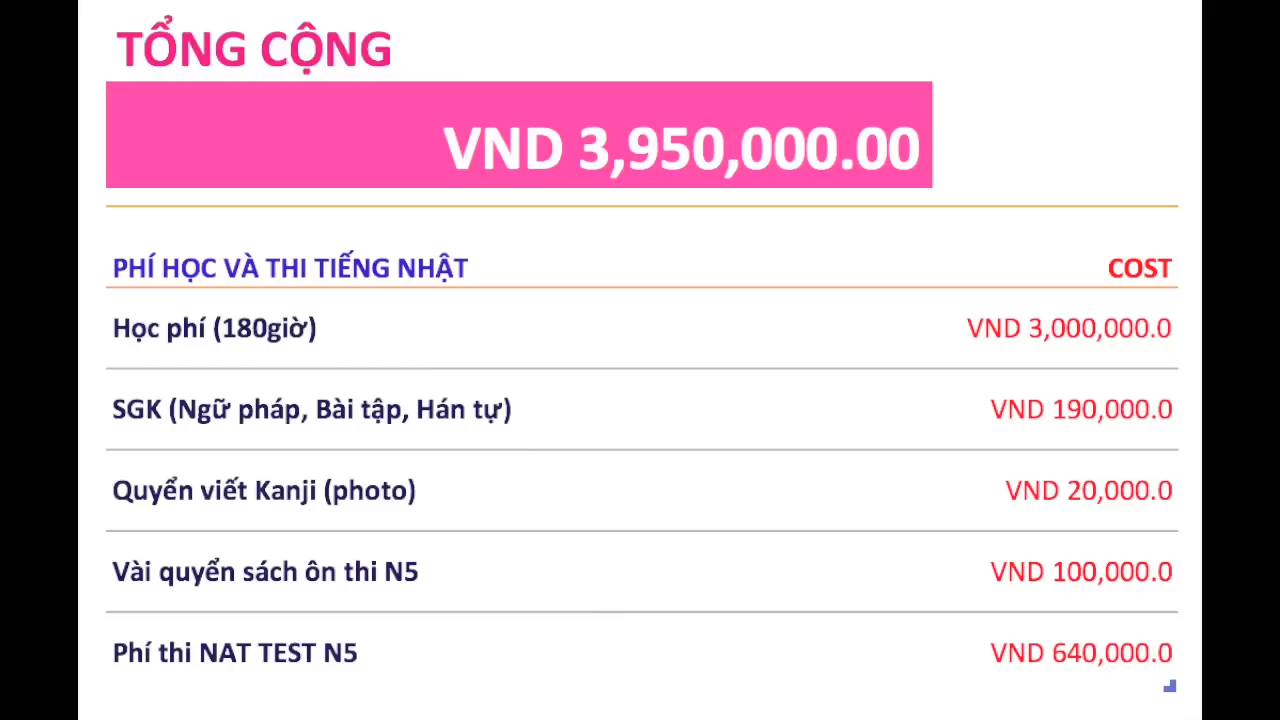 TỔNG CỘNG
VND 3,950,000.00
PHÍ HỌC VÀ THI TIẾNG NHẬT COST
Học phí (180giờ) VND 3,000,000.0
SGK (Ngữ pháp, Bài tập, Hán tự) VND 190,000.0
Quyển viết Kanji (photo) VND 20,000.0
Vài quyển sách ôn thi N5 VND 100,000.0
Phí thi NAT TEST N5 VND 640,000.0